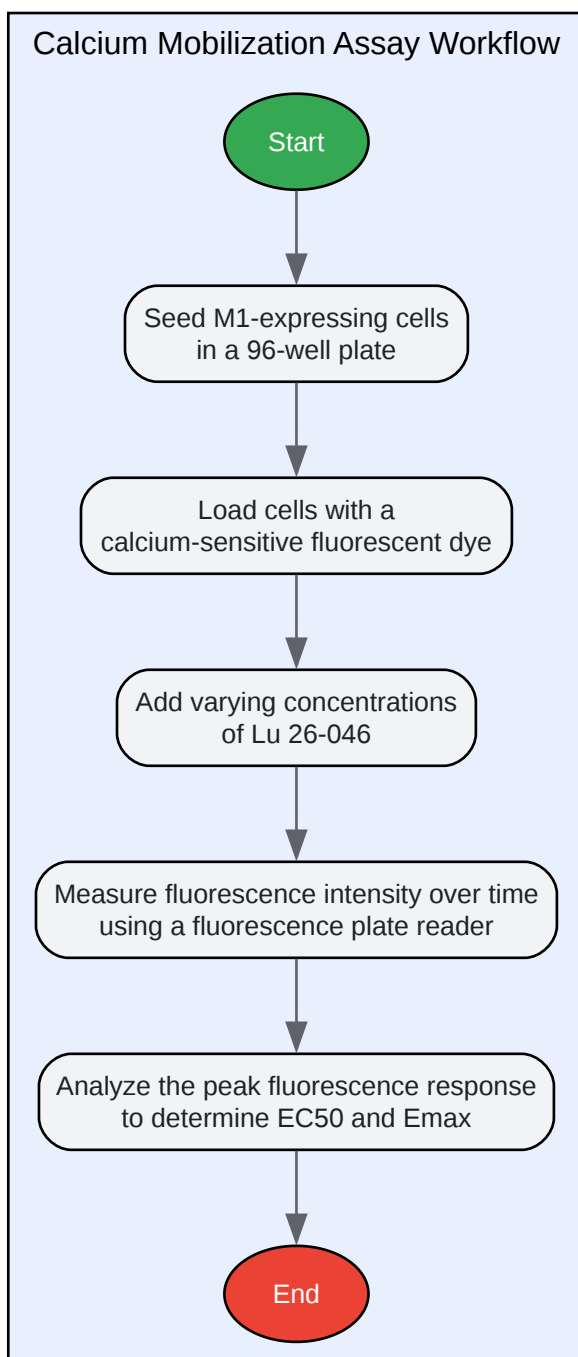 Calcium Mobilization Assay Workflow
Start
Seed M1-expressing cells
in a 96-well plate
Load cells with a
calcium-sensitive fluorescent dye
Add varying concentrations
of Lu 26-046
Measure fluorescence intensity over time
using a fluorescence plate reader
Analyze the peak fluorescence response
to determine EC50 and Emax
End